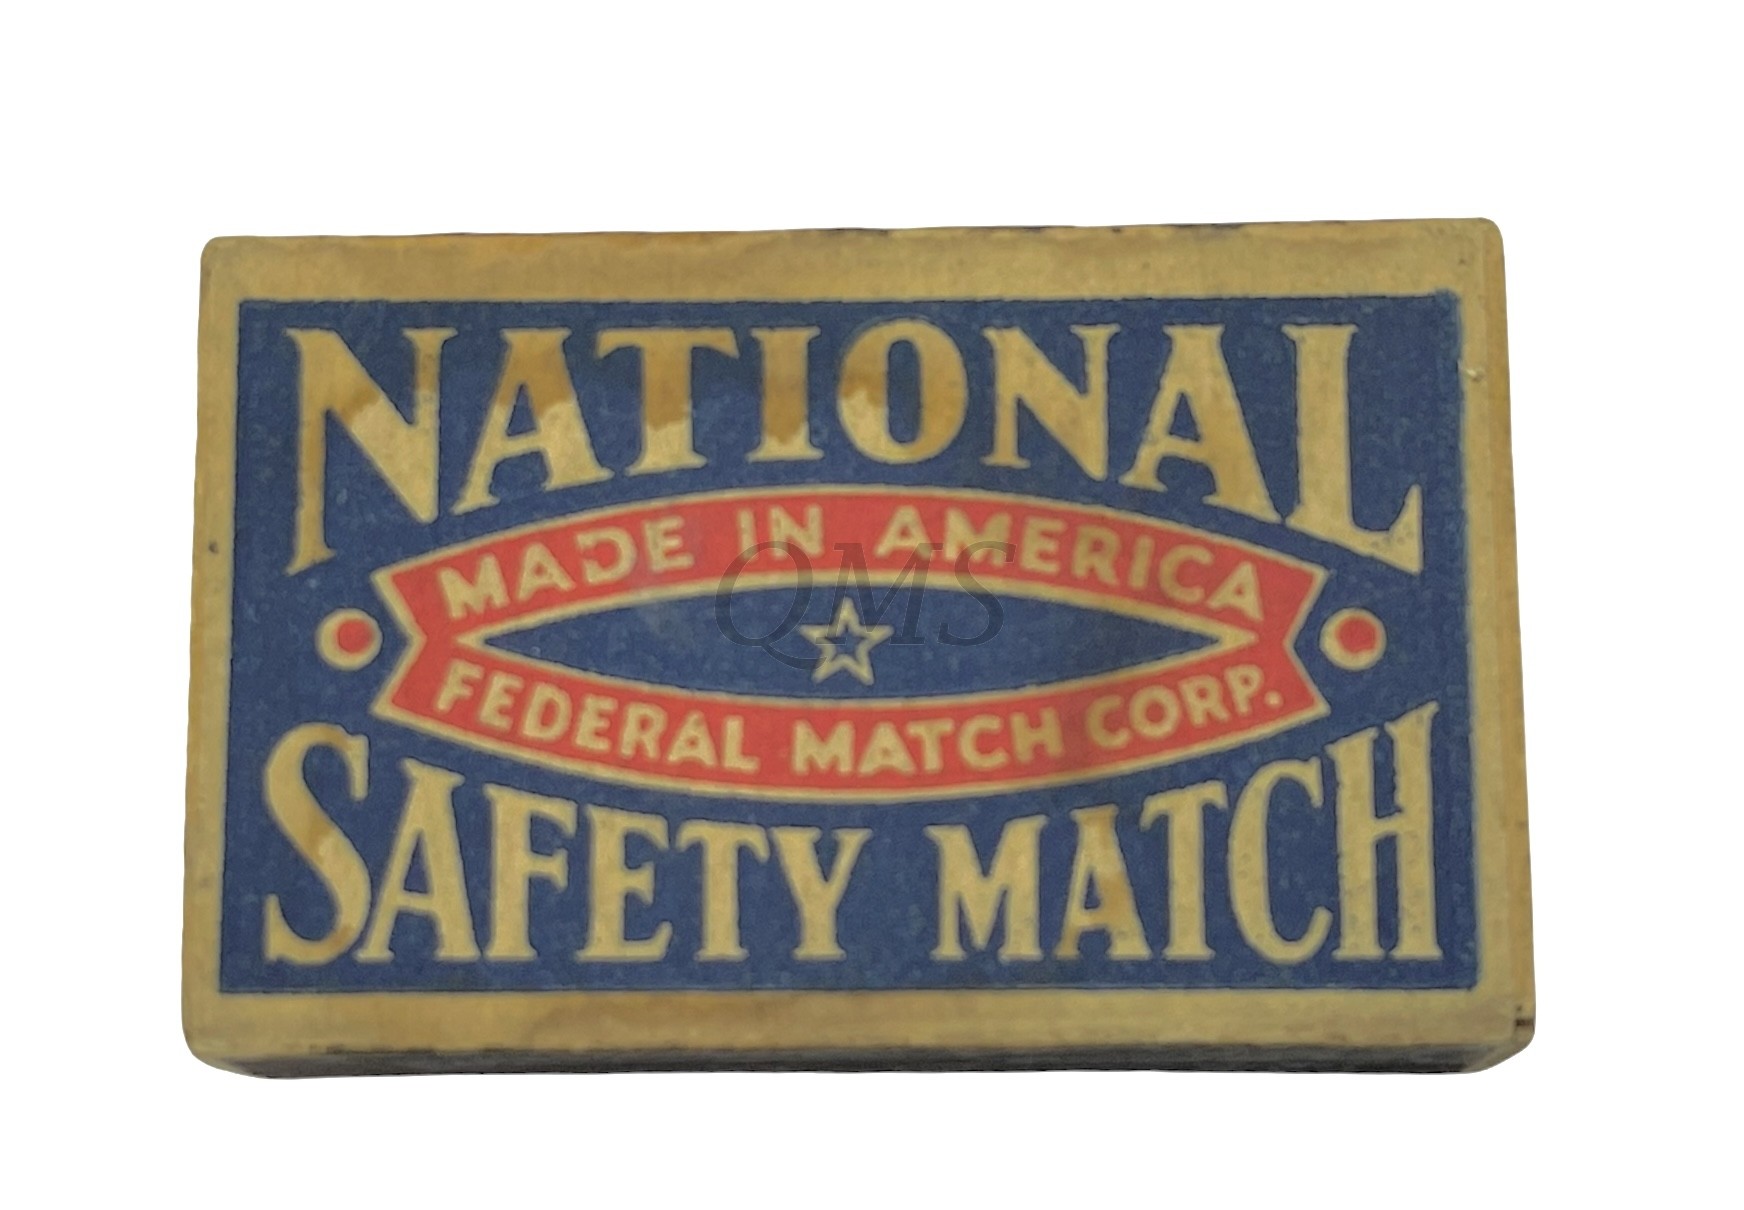 NATIONAL
MADE IN AMERICA
QMS
FEDERAL MATCH CORP.
SAFETY MATCH